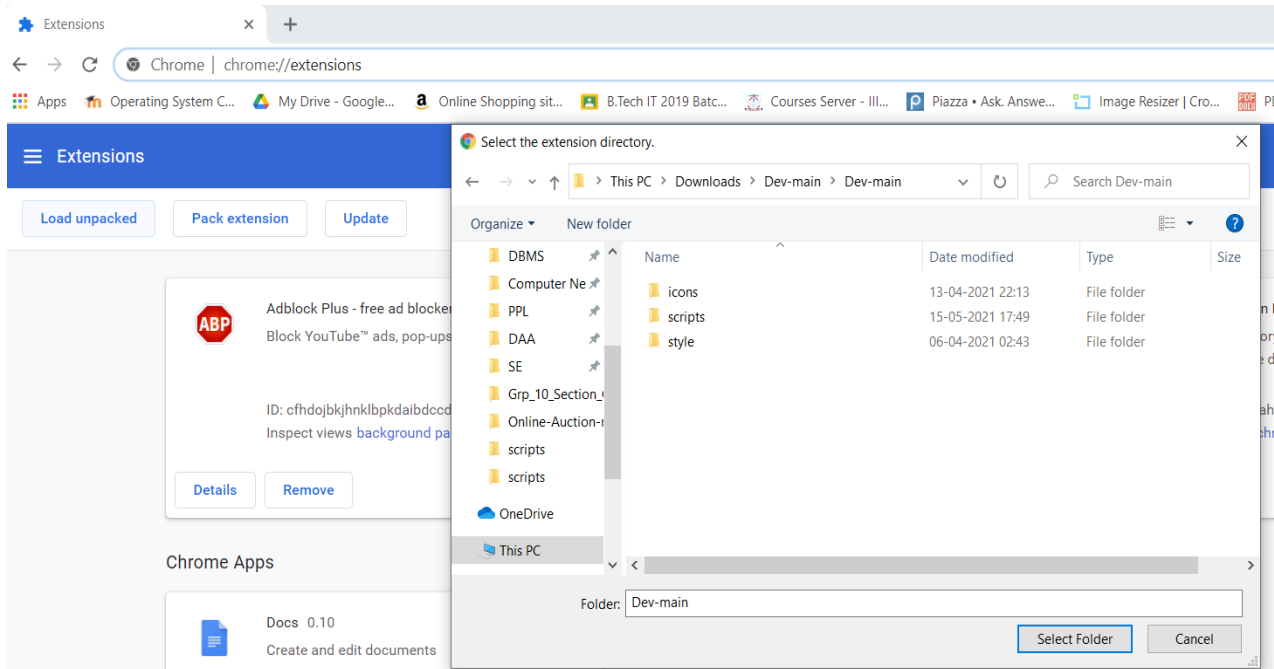 Extensions
Chrome | chrome://extensions
Apps Operating System C... My Drive - Google... Online Shopping sit... B.Tech IT 2019 Batc... Courses Server - III... Piazza • Ask. Answe... Image Resizer | Cro...
Extensions
Load unpacked Pack extension Update
ABP
Adblock Plus - free ad blocker
Block YouTube™ ads, pop-ups
ID: cfhdojbkjhnklbpkdaibdccd
Inspect views background pa
Details Remove
Chrome Apps
Docs 0.10
Create and edit documents
Select the extension directory.
This PC > Downloads > Dev-main > Dev-main
Search Dev-main
Organize New folder
DBMS
Computer Ne
PPL
DAA
SE
Grp_10_Section_
Online-Auction-
scripts
scripts
OneDrive
This PC
Name Date modified Type Size
icons 13-04-2021 22:13 File folder
scripts 15-05-2021 17:49 File folder
style 06-04-2021 02:43 File folder
Folder: Dev-main
Select Folder Cancel